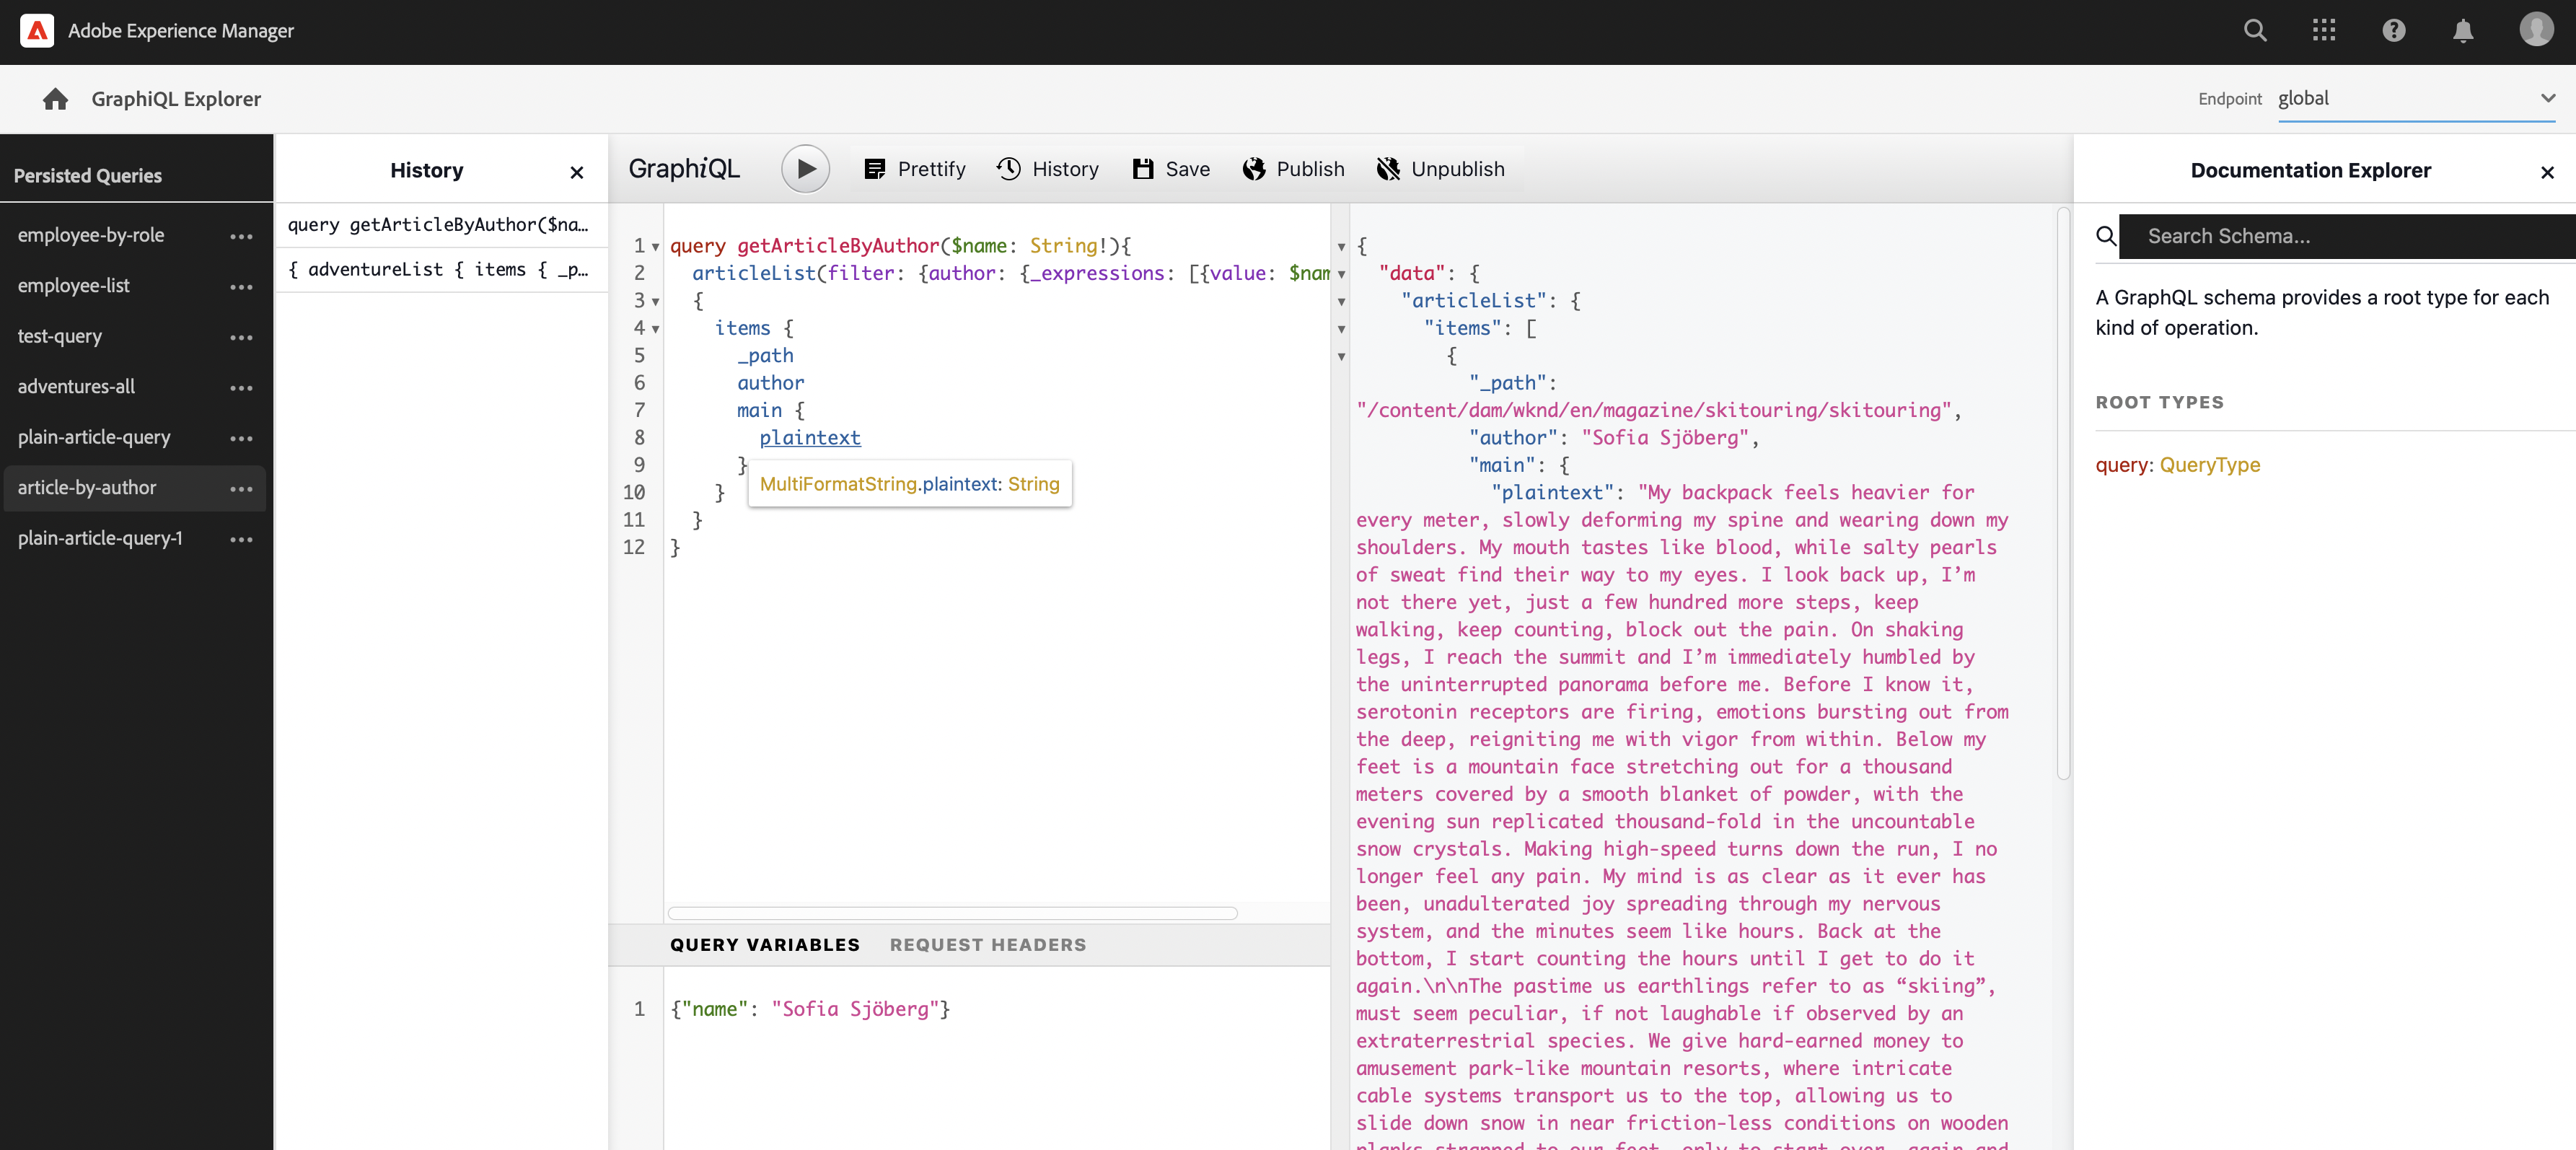 Adobe Experience Manager
GraphiQL Explorer
Endpoint global
Persisted Queries
employee-by-role
employee-list
test-query
adventures-all
plain-article-query
article-by-author
plain-article-query-1
History
query getArticleByAuthor($na...
{ adventureList { items { _p...
GraphiQL
Prettify
History
Save
Publish
Unpublish
1 query getArticleByAuthor($name: String!){
2 articleList(filter: {author: {_expressions: [{value: $nam
3 {
4 items {
5 _path
6 author
7 main {
8 plaintext
9 }
MultiFormatString.plaintext: String
10 }
11 }
12 }
QUERY VARIABLES REQUEST HEADERS
1 {"name": "Sofia Sjöberg"}
{
"data": {
"articleList": {
"items": [
{
"_path":
"/content/dam/wknd/en/magazine/skitouring/skitouring",
"author": "Sofia Sjöberg",
"main": {
"plaintext": "My backpack feels heavier for
every meter, slowly deforming my spine and wearing down my
shoulders. My mouth tastes like blood, while salty pearls
of sweat find their way to my eyes. I look back up, I’m
not there yet, just a few hundred more steps, keep
walking, keep counting, block out the pain. On shaking
legs, I reach the summit and I’m immediately humbled by
the uninterrupted panorama before me. Before I know it,
serotonin receptors are firing, emotions bursting out from
the deep, reigniting me with vigor from within. Below my
feet is a mountain face stretching out for a thousand
meters covered by a smooth blanket of powder, with the
evening sun replicated thousand-fold in the uncountable
snow crystals. Making high-speed turns down the run, I no
longer feel any pain. My mind is as clear as it ever has
been, unadulterated joy spreading through my nervous
system, and the minutes seem like hours. Back at the
bottom, I start counting the hours until I get to do it
again.\n\nThe pastime us earthlings refer to as “skiing”,
must seem peculiar, if not laughable if observed by an
extraterrestrial species. We give hard-earned money to
amusement park-like mountain resorts, where intricate
cable systems transport us to the top, allowing us to
slide down snow in near friction-less conditions on wooden
planks strapped to our feet, only to start over, again and
Documentation Explorer
Search Schema...
A GraphQL schema provides a root type for each
kind of operation.
ROOT TYPES
query: QueryType